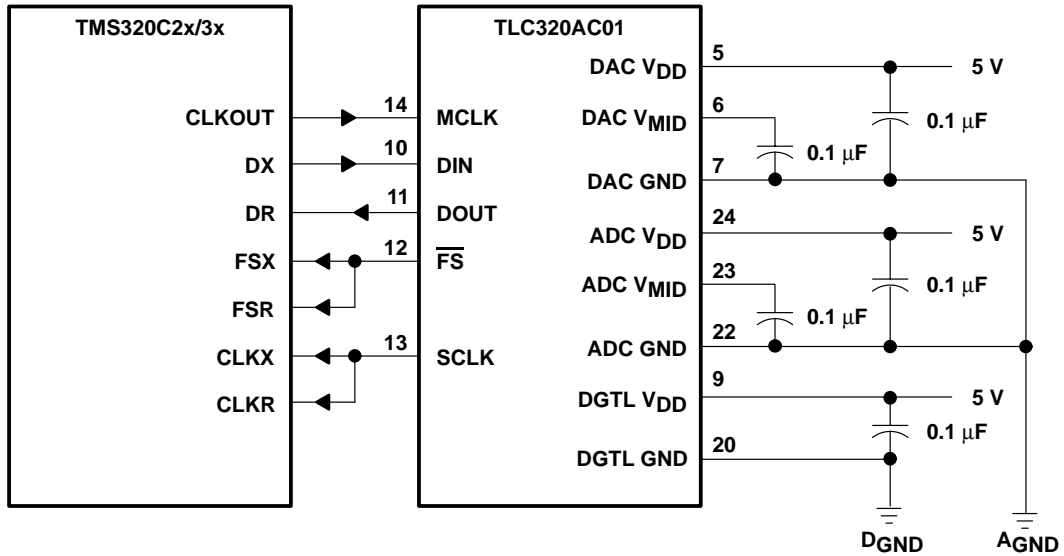 TMS320C2x/3x
TLC320AC01
CLKOUT
DX
DR
FSX
FSR
CLKX
CLKR
14
10
11
12
13
MCLK
DIN
DOUT
FS
SCLK
DAC VDD
DAC VMID
DAC GND
ADC VDD
ADC VMID
ADC GND
DGTL VDD
DGTL GND
5
6
7
24
23
22
9
20
5 V
0.1 μF
0.1 μF
5 V
0.1 μF
0.1 μF
5 V
0.1 μF
DGND
AGND